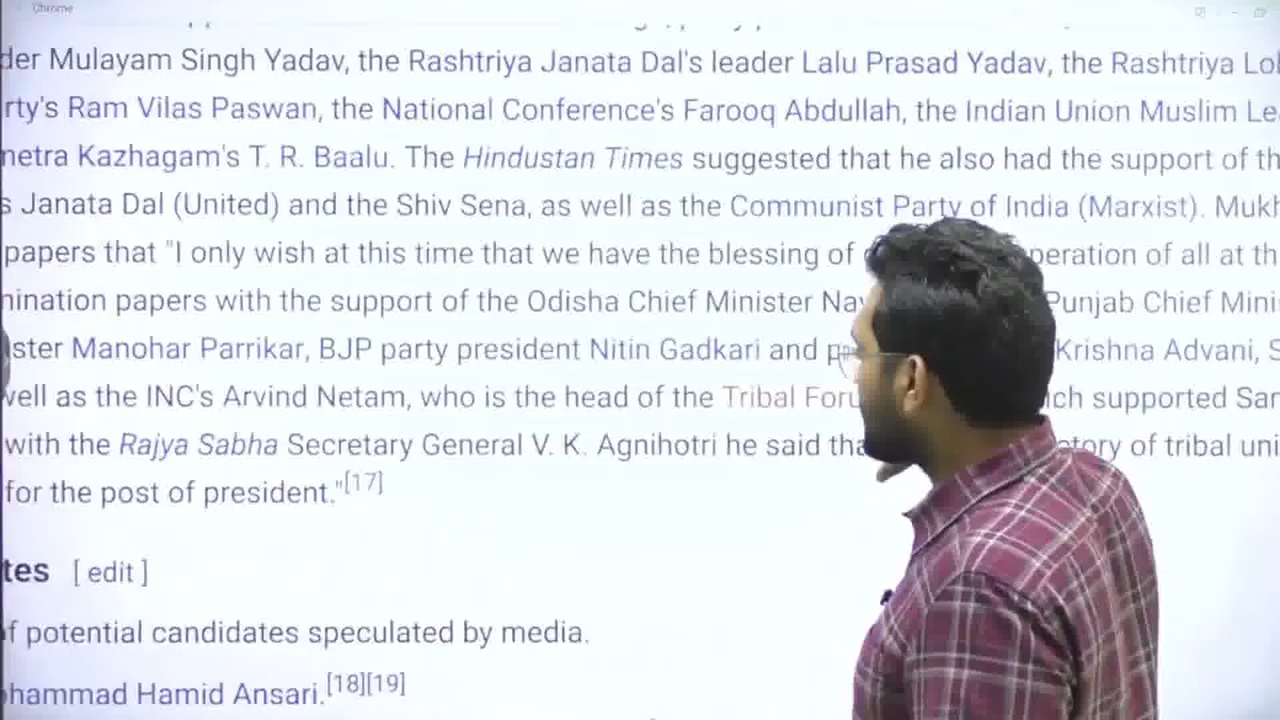 Chrome
der Mulayam Singh Yadav, the Rashtriya Janata Dal's leader Lalu Prasad Yadav, the Rashtriya Lo
rty's Ram Vilas Paswan, the National Conference's Farooq Abdullah, the Indian Union Muslim Le
netra Kazhagam's T. R. Baalu. The Hindustan Times suggested that he also had the support of th
s Janata Dal (United) and the Shiv Sena, as well as the Communist Party of India (Marxist). Mukh
papers that "I only wish at this time that we have the blessing of peration of all at th
nination papers with the support of the Odisha Chief Minister Na Punjab Chief Mini
ster Manohar Parrikar, BJP party president Nitin Gadkari and Krishna Advani, S
well as the INC's Arvind Netam, who is the head of the Tribal Foru ch supported San
with the Rajya Sabha Secretary General V. K. Agnihotri he said tha tory of tribal uni
for the post of president."[17]
tes [ edit ]
f potential candidates speculated by media.
hammad Hamid Ansari.[18][19]